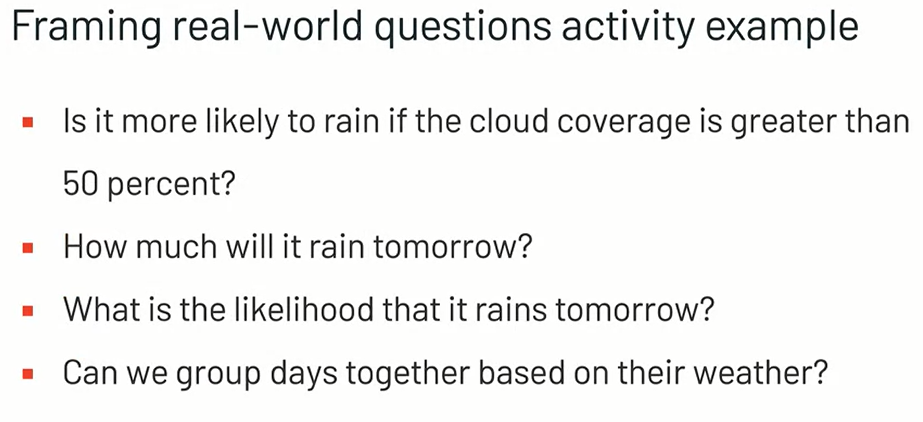 Framing real-world questions activity example
Is it more likely to rain if the cloud coverage is greater than
50 percent?
How much will it rain tomorrow?
What is the likelihood that it rains tomorrow?
Can we group days together based on their weather?